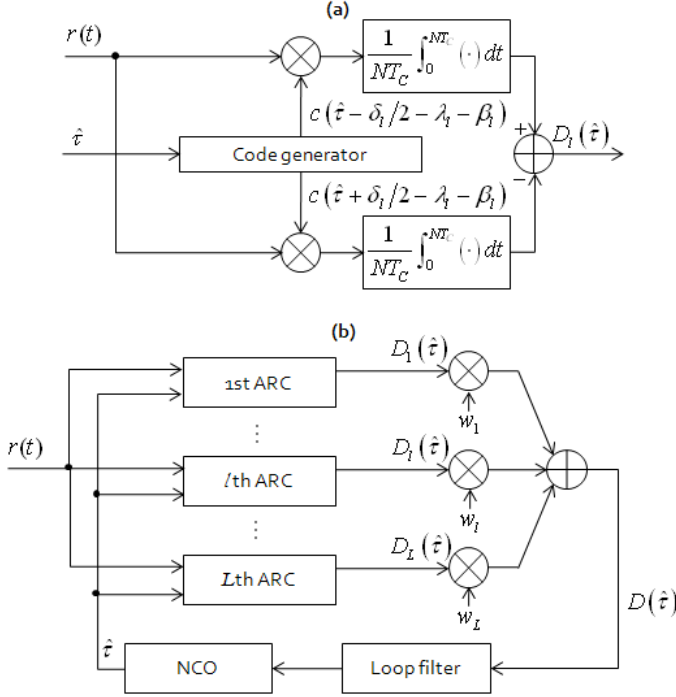 (a)
r(t)
1/NT_C ∫_0^{NT_C} (·) dt
c(τ̂ − δ_l/2 − λ_l − β_l)
+
D_l(τ̂)
τ̂
Code generator
−
c(τ̂ + δ_l/2 − λ_l − β_l)
1/NT_C ∫_0^{NT_C} (·) dt
(b)
D_1(τ̂)
1st ARC
w_1
r(t)
⋮
D_l(τ̂)
lth ARC
w_l
⋮
D_L(τ̂)
Lth ARC
w_L
D(τ̂)
τ̂
NCO
Loop filter